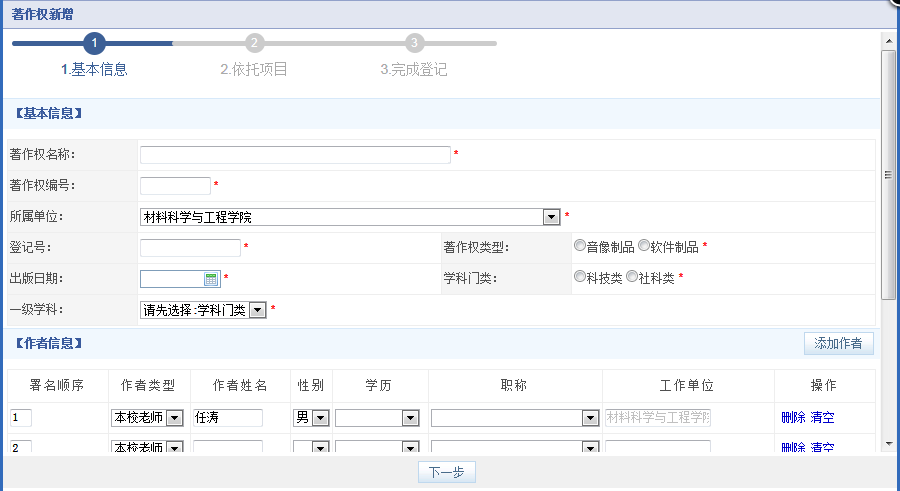 著作权新增
1 2 3
1.基本信息 2.依托项目 3.完成登记
【基本信息】
著作权名称: *
著作权编号: *
所属单位: 材料科学与工程学院 *
登记号: * 著作权类型: 音像制品 软件制品 *
出版日期: * 学科门类: 科技类 社科类 *
一级学科: 请先选择:学科门类 *
【作者信息】 添加作者
署名顺序 作者类型 作者姓名 性别 学历 职称 工作单位 操作
1 本校老师 任涛 男 材料科学与工程学院 删除 清空
2 本校老师 删除 清空
下一步